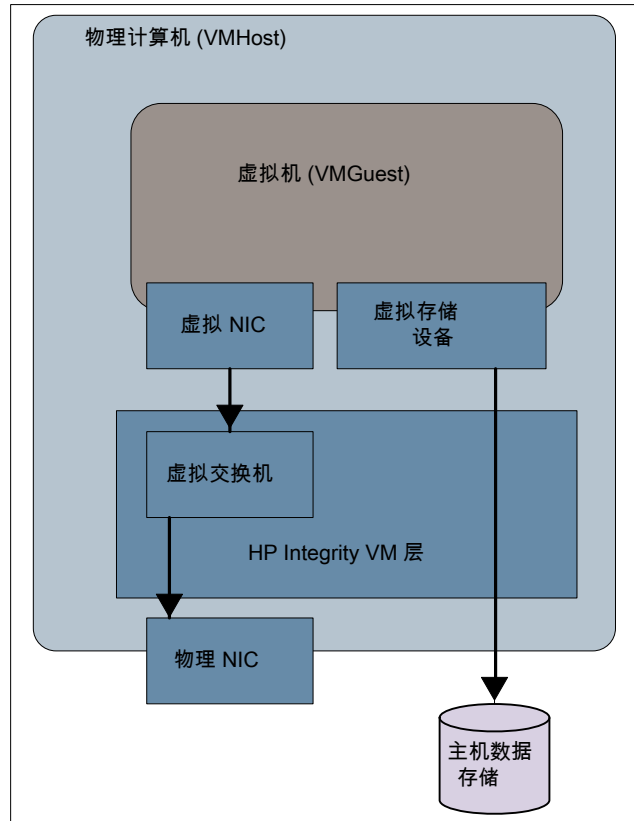 物理计算机 (VMHost)
虚拟机 (VMGuest)
虚拟 NIC
虚拟存储
设备
虚拟交换机
HP Integrity VM 层
物理 NIC
主机数据
存储